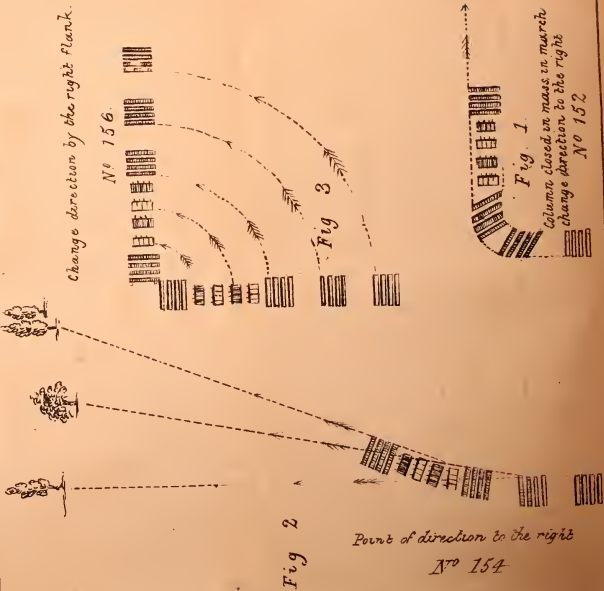 Change direction by the right flank.
Nº 156.
Fig 3
Fig. 1.
Column closed in mass, in march
change direction to the right
Nº 152
Fig 2
Point of direction to the right
Nᵀᴼ 154